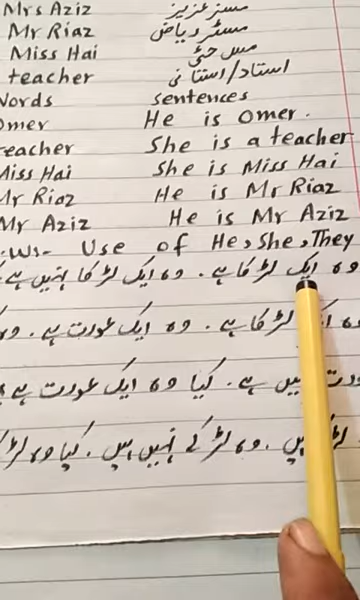 Mrs Aziz مسز عزیز
Mr Riaz مسٹر ریاض
Miss Hai مس حئی
teacher استاد/استانی
Words sentences
Omer He is Omer.
teacher She is a teacher
Miss Hai She is Miss Hai
Mr Riaz He is Mr Riaz
Mr Aziz He is Mr Aziz
Use of He, She, They
وہ ایک لڑکا ہے۔ وہ ایک لڑکا نہیں ہے
لڑکا ہے۔ وہ ایک عورت ہے۔
نہیں ہے۔ کیا وہ ایک عورت ہے
ہیں۔ وہ لڑکے نہیں ہیں۔ کیا وہ